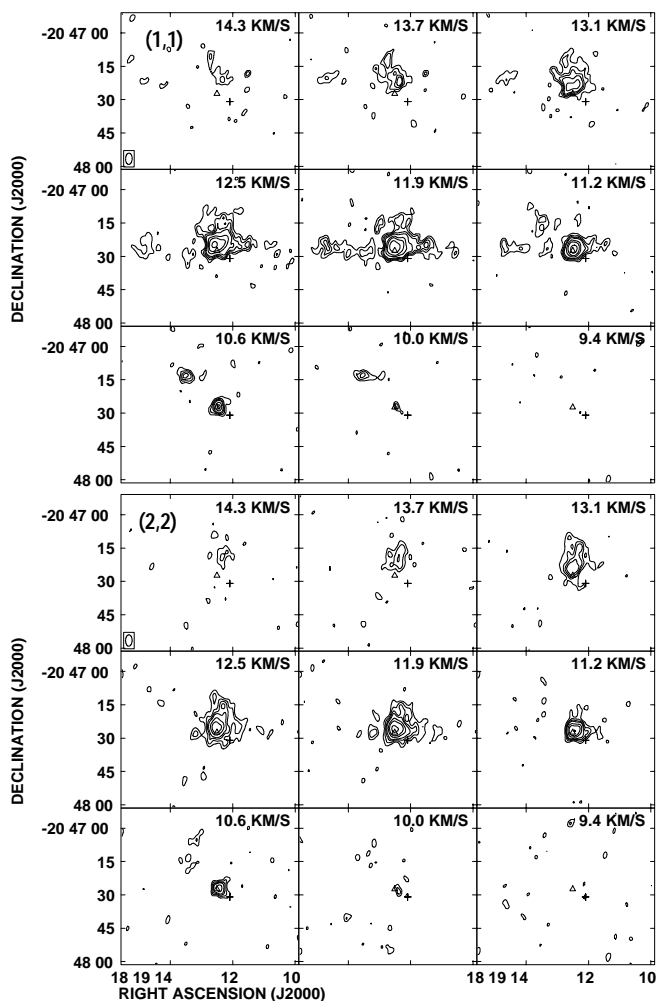 -20 47 00
(1,1)
14.3 KM/S
13.7 KM/S
13.1 KM/S
15
30
45
48 00
-20 47 00
12.5 KM/S
11.9 KM/S
11.2 KM/S
15
30
45
48 00
-20 47 00
10.6 KM/S
10.0 KM/S
9.4 KM/S
15
30
45
48 00
DECLINATION (J2000)
-20 47 00
(2,2)
14.3 KM/S
13.7 KM/S
13.1 KM/S
15
30
45
48 00
-20 47 00
12.5 KM/S
11.9 KM/S
11.2 KM/S
15
30
45
48 00
-20 47 00
10.6 KM/S
10.0 KM/S
9.4 KM/S
15
30
45
48 00
DECLINATION (J2000)
18 19 14 12 10 18 19 14 12 10
RIGHT ASCENSION (J2000)